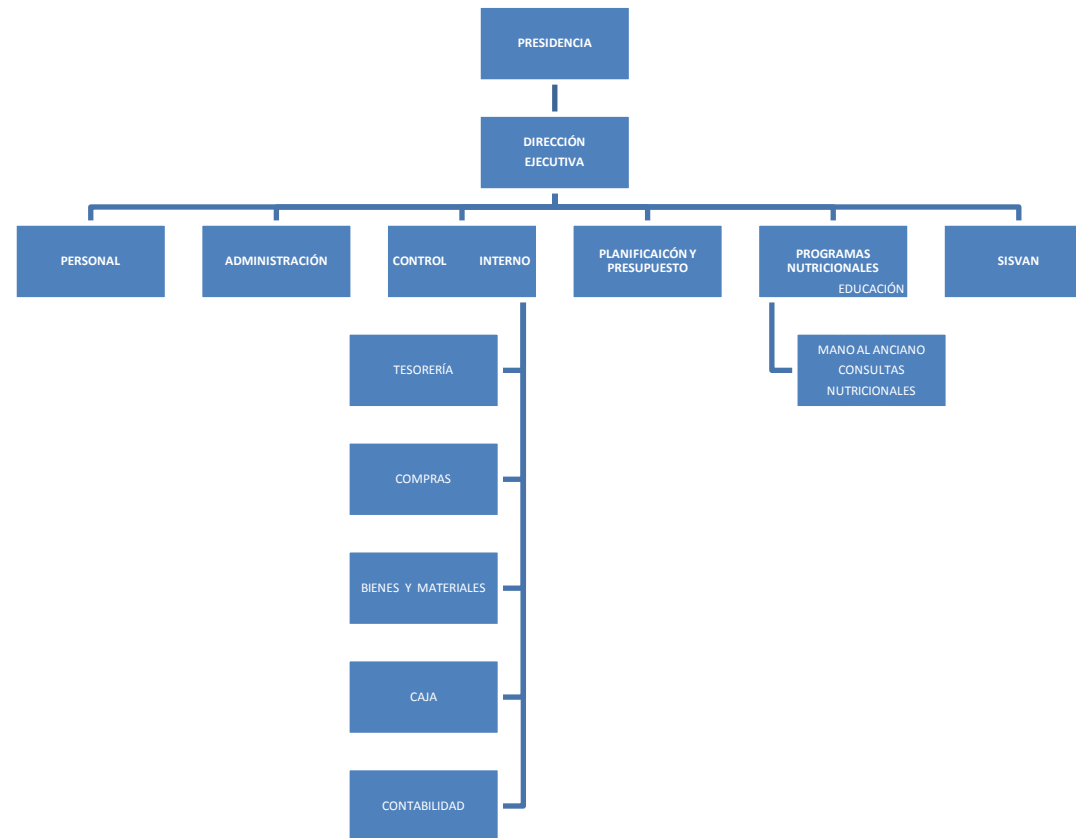 PRESIDENCIA
DIRECCIÓN
EJECUTIVA
PERSONAL
ADMINISTRACIÓN
CONTROL INTERNO
PLANIFICAICÓN Y
PRESUPUESTO
PROGRAMAS
NUTRICIONALES
EDUCACIÓN
SISVAN
TESORERÍA
MANO AL ANCIANO
CONSULTAS
NUTRICIONALES
COMPRAS
BIENES Y MATERIALES
CAJA
CONTABILIDAD